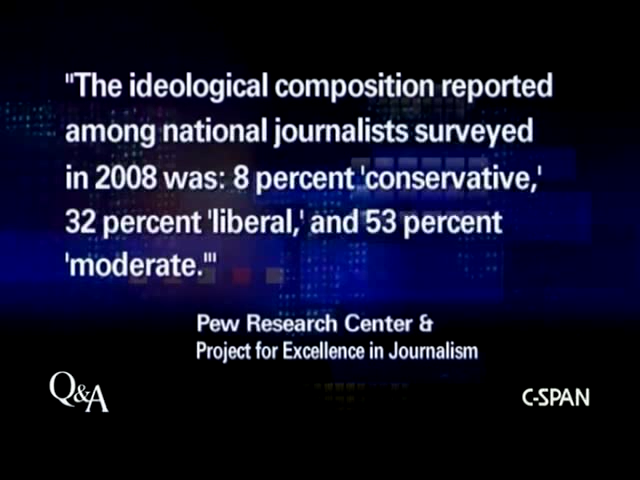 "The ideological composition reported
among national journalists surveyed
in 2008 was: 8 percent 'conservative,'
32 percent 'liberal,' and 53 percent
'moderate.'"
Pew Research Center &
Project for Excellence in Journalism
Q&A
C-SPAN